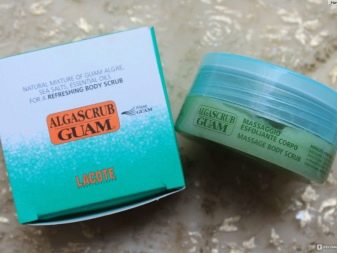 NATURAL MIXTURE OF GUAM ALGAE,
SEA SALTS, ESSENTIAL OILS
FOR A REFRESHING BODY SCRUB
ALGASCRUB
GUAM
LACOTE
ALGASCRUB
GUAM
MASSAGGIO
ESFOLIANTE CORPO
MASSAGE BODY SCRUB